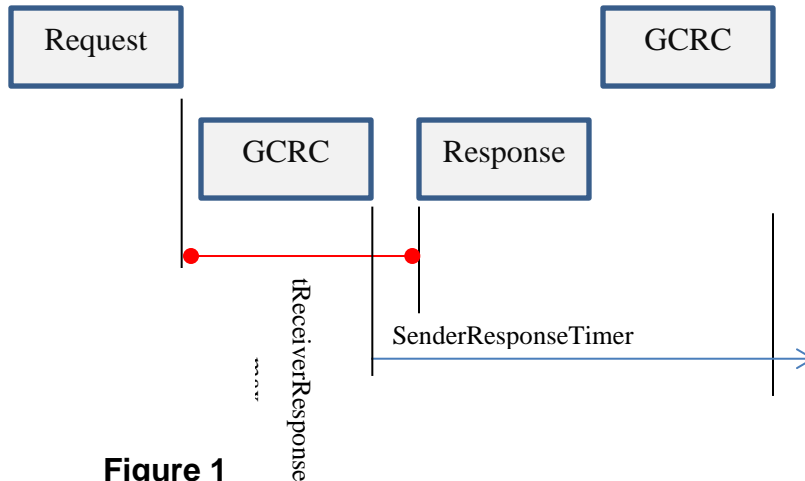 Request
GCRC
GCRC
Response
SenderResponseTimer
tReceiverResponse
Figure 1